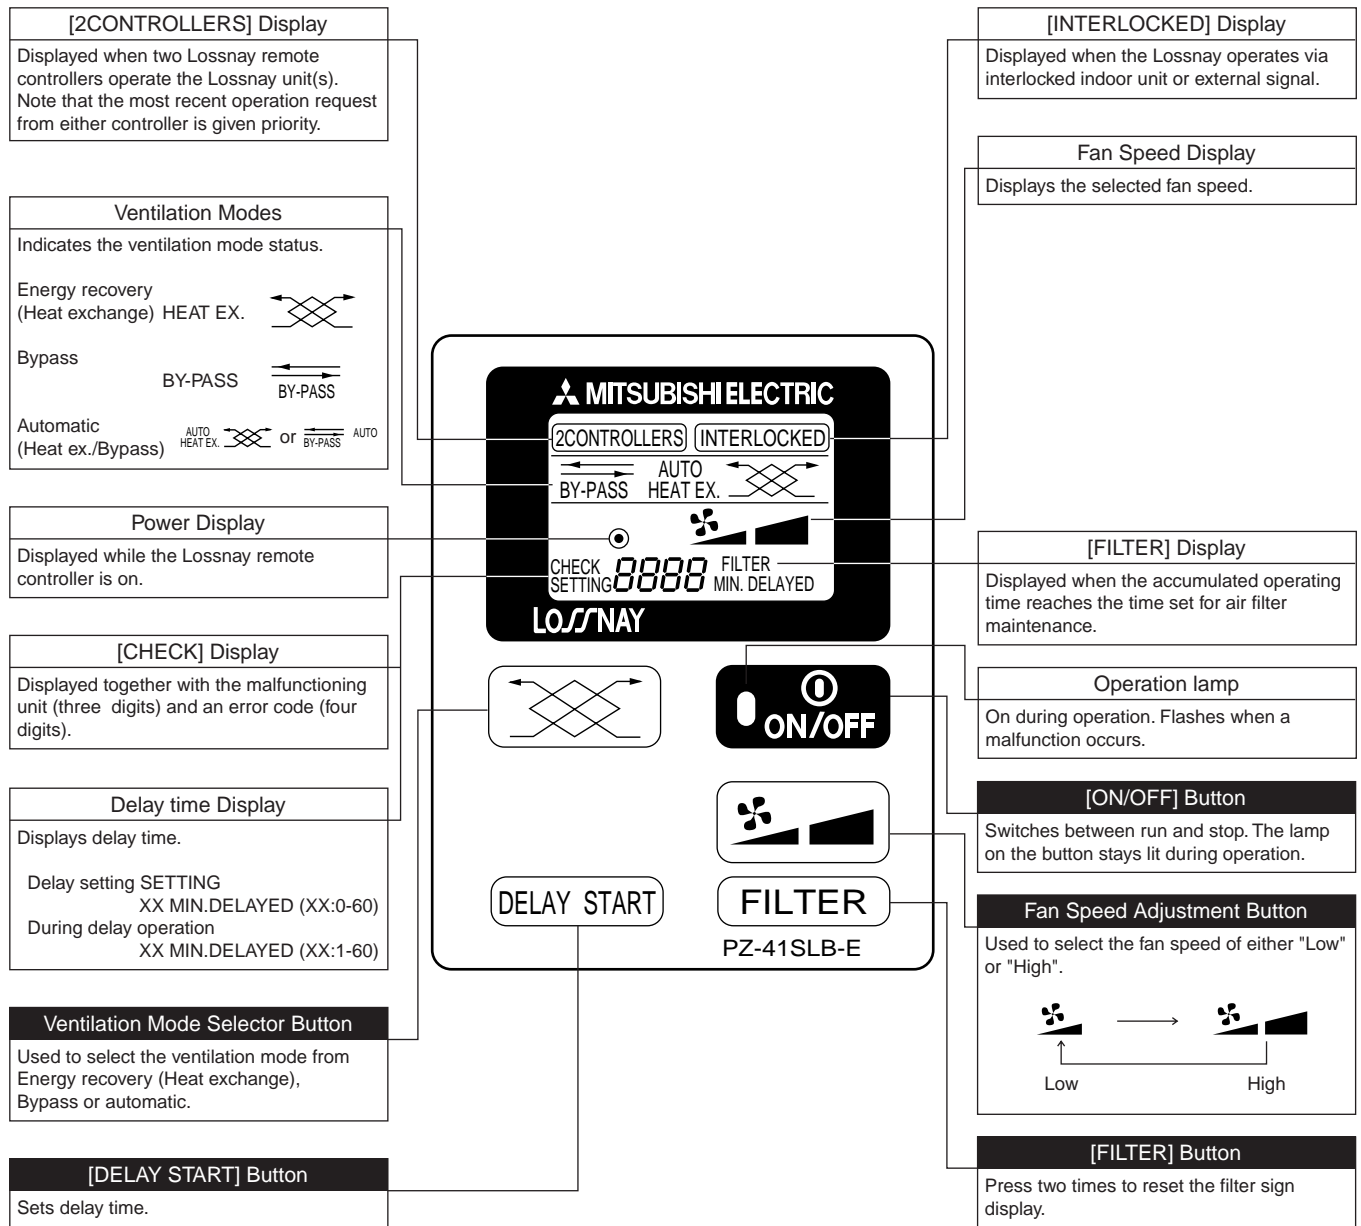 [2CONTROLLERS] Display
Displayed when two Lossnay remote
controllers operate the Lossnay unit(s).
Note that the most recent operation request
from either controller is given priority.
Ventilation Modes
Indicates the ventilation mode status.
Energy recovery
(Heat exchange) HEAT EX.
Bypass
BY-PASS
BY-PASS
Automatic
(Heat ex./Bypass)
AUTO
HEAT EX.
or
BY-PASS
AUTO
Power Display
Displayed while the Lossnay remote
controller is on.
[CHECK] Display
Displayed together with the malfunctioning
unit (three digits) and an error code (four
digits).
Delay time Display
Displays delay time.
Delay setting SETTING
XX MIN.DELAYED (XX:0-60)
During delay operation
XX MIN.DELAYED (XX:1-60)
Ventilation Mode Selector Button
Used to select the ventilation mode from
Energy recovery (Heat exchange),
Bypass or automatic.
[DELAY START] Button
Sets delay time.
MITSUBISHI ELECTRIC
2CONTROLLERS INTERLOCKED
BY-PASS
AUTO
HEAT EX.
CHECK
SETTING
8888
FILTER
MIN. DELAYED
LOSSNAY
ON/OFF
DELAY START
FILTER
PZ-41SLB-E
[INTERLOCKED] Display
Displayed when the Lossnay operates via
interlocked indoor unit or external signal.
Fan Speed Display
Displays the selected fan speed.
[FILTER] Display
Displayed when the accumulated operating
time reaches the time set for air filter
maintenance.
Operation lamp
On during operation. Flashes when a
malfunction occurs.
[ON/OFF] Button
Switches between run and stop. The lamp
on the button stays lit during operation.
Fan Speed Adjustment Button
Used to select the fan speed of either "Low"
or "High".
Low High
[FILTER] Button
Press two times to reset the filter sign
display.